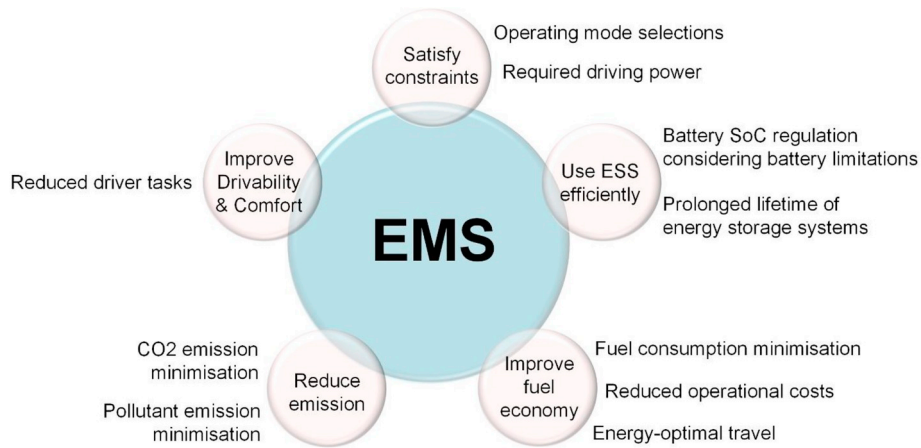 Satisfy
constraints
Operating mode selections
Required driving power
Improve
Drivability
& Comfort
Reduced driver tasks
Use ESS
efficiently
Battery SoC regulation
considering battery limitations
Prolonged lifetime of
energy storage systems
EMS
CO2 emission
minimisation
Pollutant emission
minimisation
Reduce
emission
Improve
fuel
economy
Fuel consumption minimisation
Reduced operational costs
Energy-optimal travel